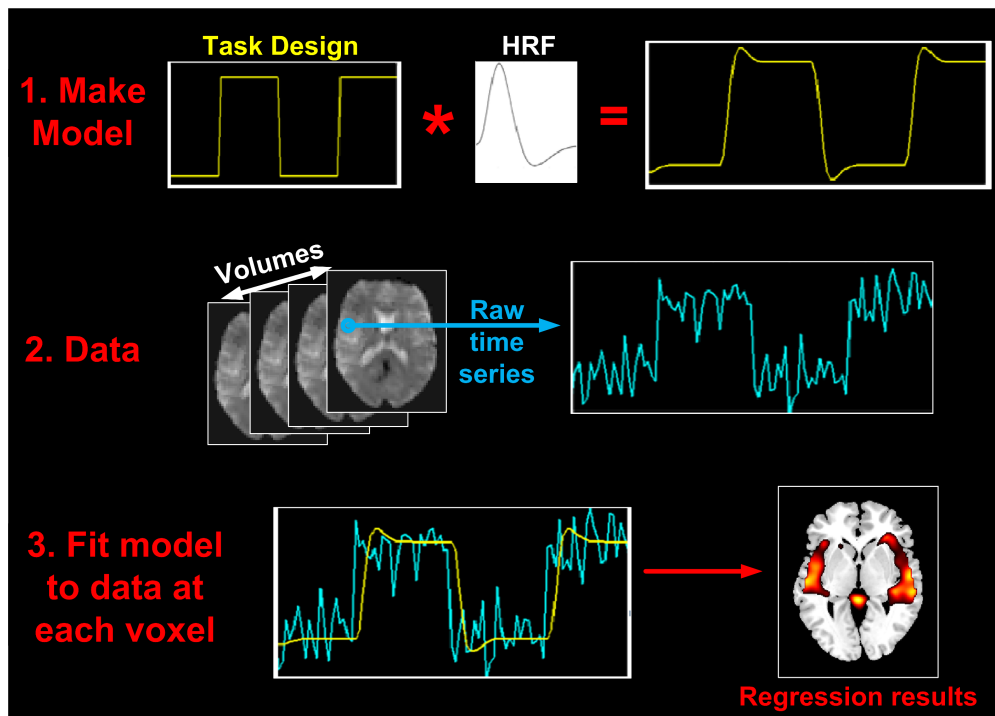 Task Design
HRF
1. Make
Model
*
=
Volumes
Raw
time
series
2. Data
3. Fit model
to data at
each voxel
Regression results